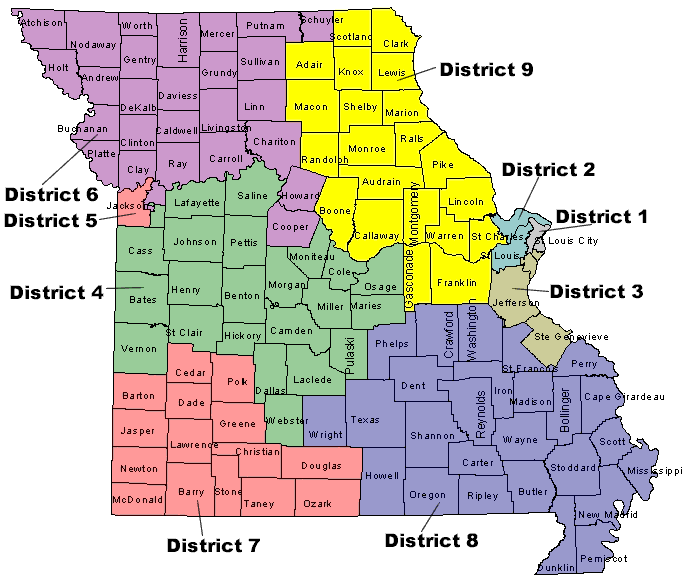 Atchison
Nodaway
Worth
Harrison
Mercer
Putnam
Schuyler
Scotland
Clark
Holt
Andrew
Gentry
Grundy
Sullivan
Adair
Knox
Lewis
District 9
DeKalb
Daviess
Linn
Macon
Shelby
Marion
Buchanan
Clinton
Caldwell
Livingston
Chariton
Randolph
Monroe
Ralls
Platte
Clay
Ray
Carroll
Pike
District 2
District 6
Jackson
Lafayette
Saline
Howard
Audrain
Lincoln
District 5
Boone
Callaway
Montgomery
Warren
St Charles
District 1
St Louis City
Cooper
Cass
Johnson
Pettis
Moniteau
Cole
Osage
Gasconade
Franklin
St Louis
District 4
Bates
Henry
Benton
Morgan
Miller
Maries
Jefferson
District 3
Vernon
St Clair
Hickory
Camden
Pulaski
Phelps
Crawford
Washington
Ste Genevieve
St Francois
Perry
Cedar
Polk
Dallas
Laclede
Dent
Iron
Madison
Bollinger
Cape Girardeau
Barton
Dade
Greene
Webster
Wright
Texas
Shannon
Reynolds
Wayne
Scott
Jasper
Lawrence
Christian
Douglas
Howell
Carter
Stoddard
Mississippi
Newton
McDonald
Barry
Stone
Taney
Ozark
Oregon
Ripley
Butler
New Madrid
District 7
District 8
Dunklin
Pemiscot